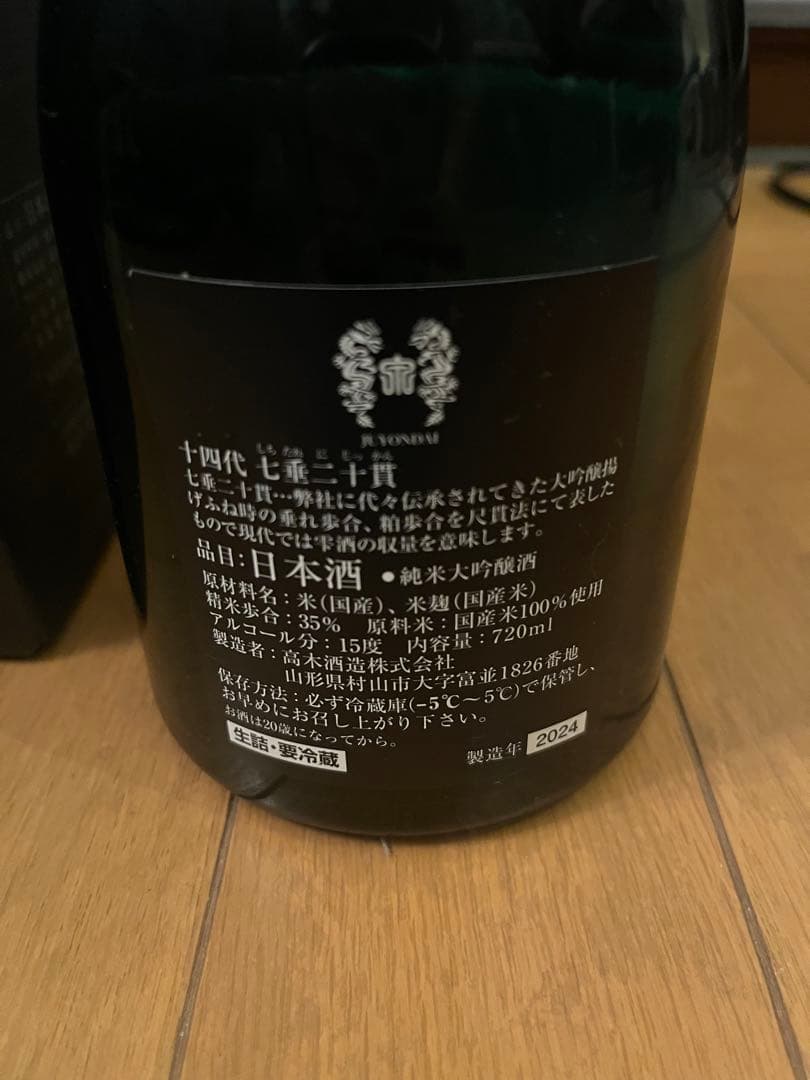 JUYONDAI
しち だれ に じっ かん
十四代 七垂二十貫
七垂二十貫…弊社に代々伝承されてきた大吟醸揚
げふね時の垂れ歩合、粕歩合を尺貫法にて表した
もので現代では雫酒の収量を意味します。
品目:日本酒 ●純米大吟醸酒
原材料名:米(国産)、米麹(国産米)
精米歩合:35% 原料米:国産米100%使用
アルコール分:15度 内容量:720ml
製造者:高木酒造株式会社
山形県村山市大字富並1826番地
保存方法:必ず冷蔵庫(-5℃〜5℃)で保管し、
お早めにお召し上がり下さい。
お酒は20歳になってから。
生詰・要冷蔵
製造年 2024